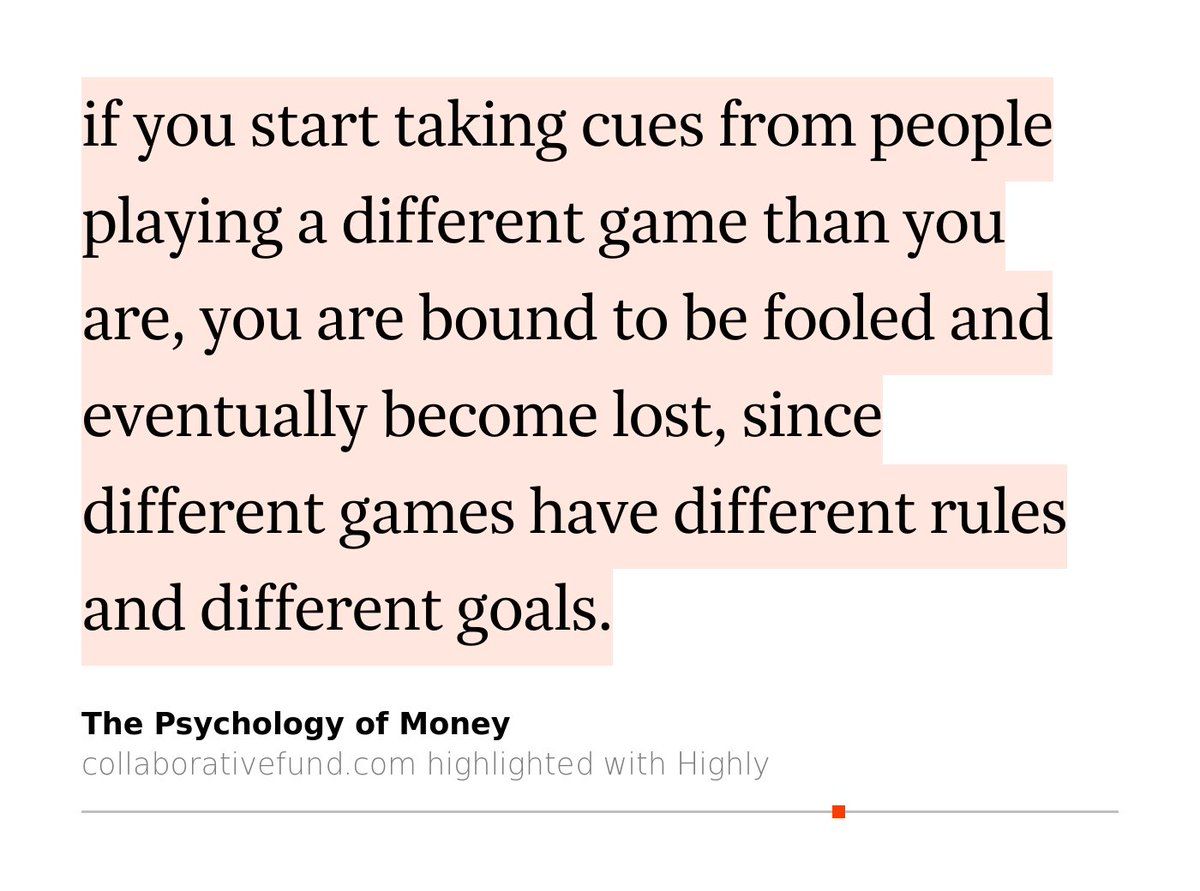 if you start taking cues from people
playing a different game than you
are, you are bound to be fooled and
eventually become lost, since
different games have different rules
and different goals.
The Psychology of Money
collaborativefund.com highlighted with Highly